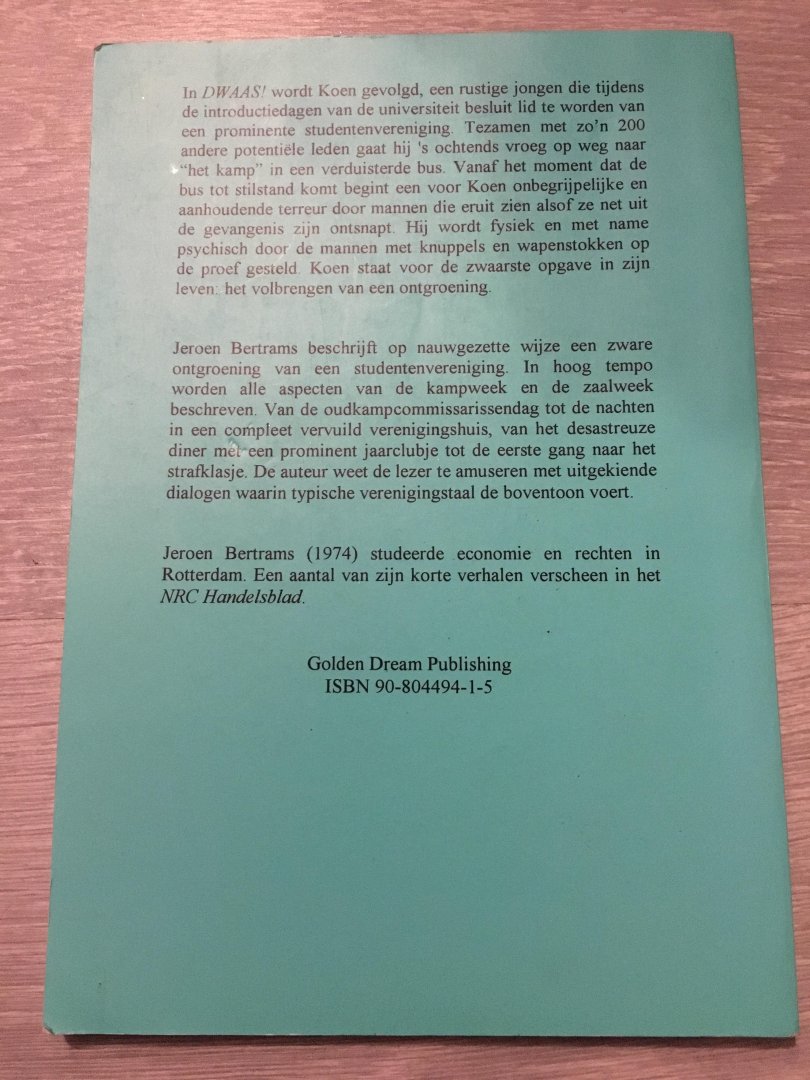 In DWAAS! wordt Koen gevolgd, een rustige jongen die tijdens
de introductiedagen van de universiteit besluit lid te worden van
een prominente studentenvereniging. Tezamen met zo'n 200
andere potentiële leden gaat hij 's ochtends vroeg op weg naar
"het kamp" in een verduisterde bus. Vanaf het moment dat de
bus tot stilstand komt begint een voor Koen onbegrijpelijke en
aanhoudende terreur door mannen die eruit zien alsof ze net uit
de gevangenis zijn ontsnapt. Hij wordt fysiek en met name
psychisch door de mannen met knuppels en wapenstokken op
de proef gesteld. Koen staat voor de zwaarste opgave in zijn
leven: het volbrengen van een ontgroening.
Jeroen Bertrams beschrijft op nauwgezette wijze een zware
ontgroening van een studentenvereniging. In hoog tempo
worden alle aspecten van de kampweek en de zaalweek
beschreven. Van de oudkampcommissarissendag tot de nachten
in een compleet vervuild verenigingshuis, van het desastreuze
diner met een prominent jaarclubje tot de eerste gang naar het
strafklasje. De auteur weet de lezer te amuseren met uitgekiende
dialogen waarin typische verenigingstaal de boventoon voert.
Jeroen Bertrams (1974) studeerde economie en rechten in
Rotterdam. Een aantal van zijn korte verhalen verscheen in het
NRC Handelsblad.
Golden Dream Publishing
ISBN 90-804494-1-5